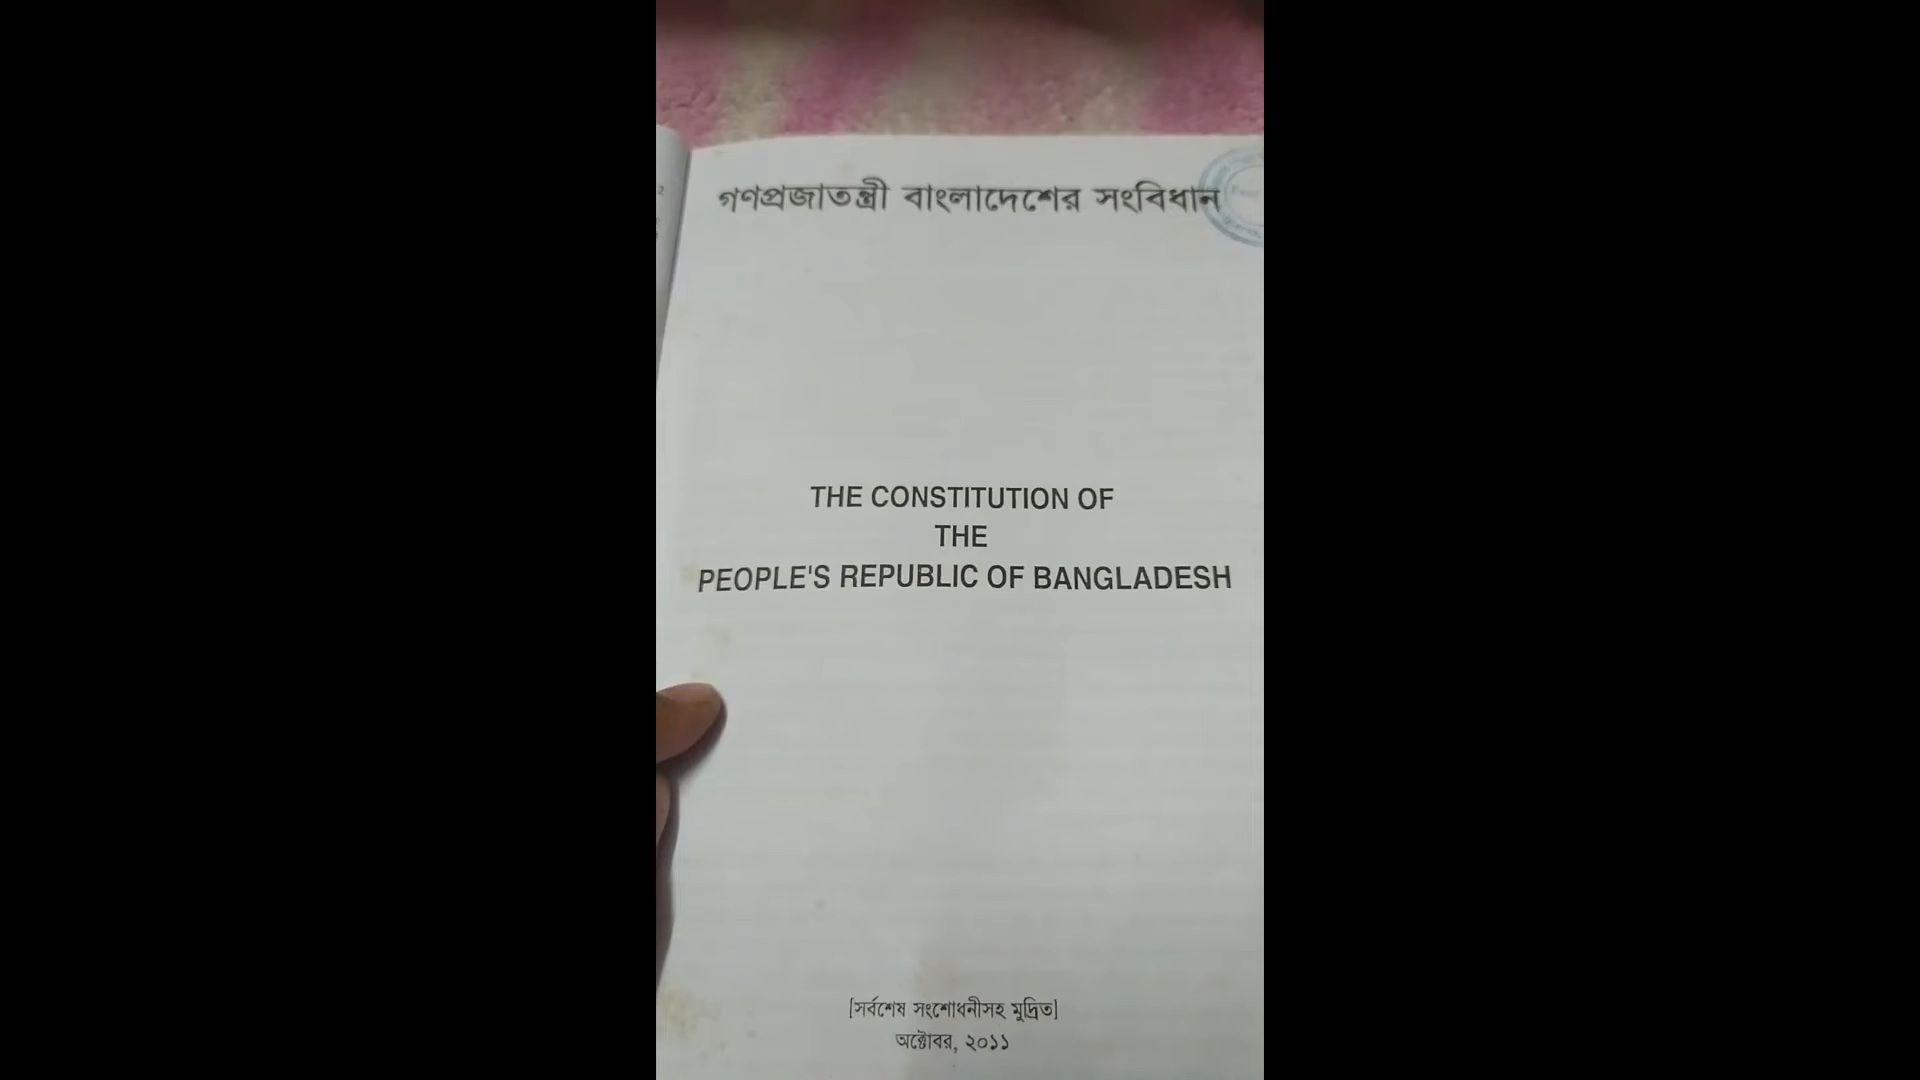 গণপ্রজাতন্ত্রী বাংলাদেশের সংবিধান
THE CONSTITUTION OF
THE
PEOPLE'S REPUBLIC OF BANGLADESH
[সর্বশেষ সংশোধনীসহ মুদ্রিত]
অক্টোবর, ২০১১